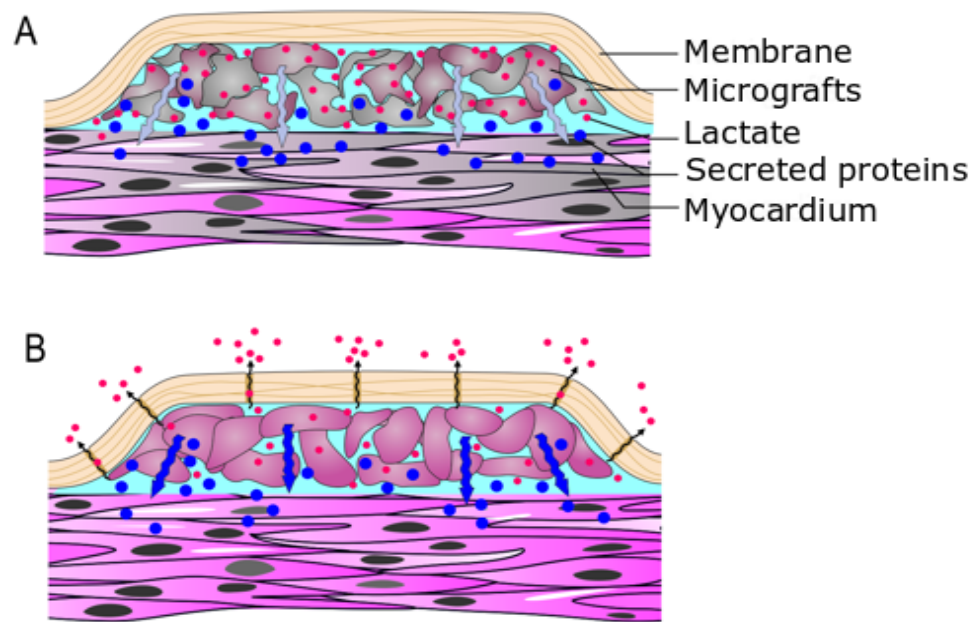 A
Membrane
Micrografts
Lactate
Secreted proteins
Myocardium
B